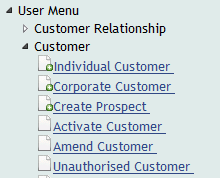 User Menu
Customer Relationship
Customer
Individual Customer
Corporate Customer
Create Prospect
Activate Customer
Amend Customer
Unauthorised Customer